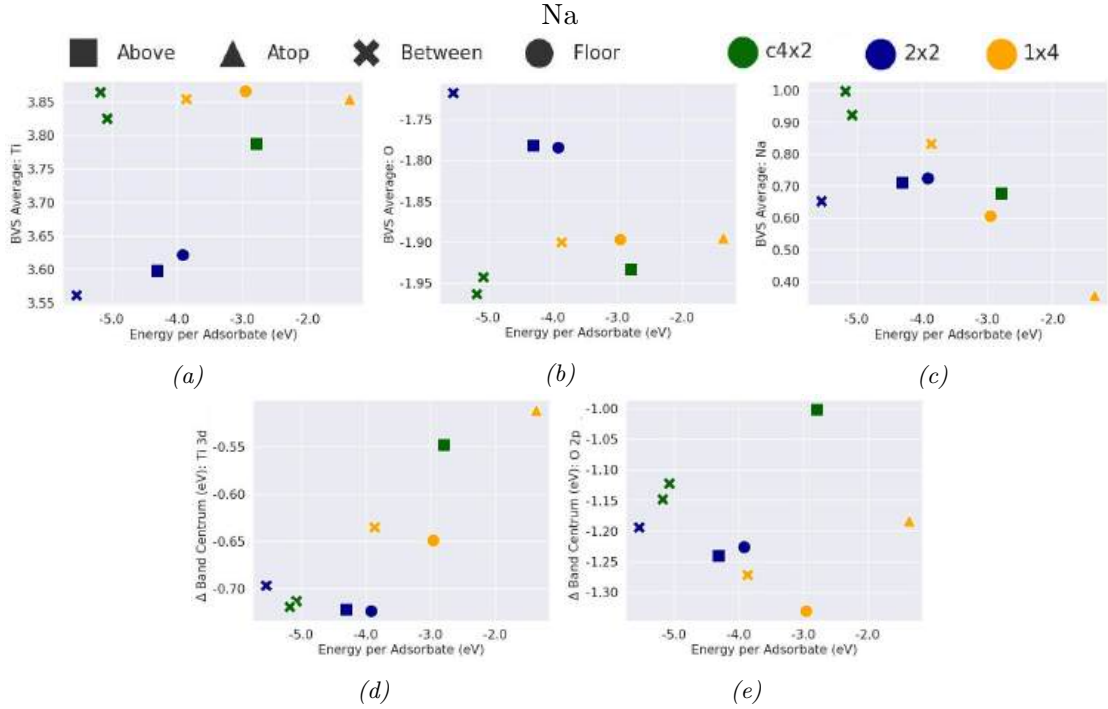 Na
Above Atop Between Floor c4x2 2x2 1x4
BVS Average: Ti
3.85
3.80
3.75
3.70
3.65
3.60
3.55
-5.0 -4.0 -3.0 -2.0
Energy per Adsorbate (eV)
(a)
BVS Average: O
-1.75
-1.80
-1.85
-1.90
-1.95
-5.0 -4.0 -3.0 -2.0
Energy per Adsorbate (eV)
(b)
BVS Average: Na
1.00
0.90
0.80
0.70
0.60
0.50
0.40
-5.0 -4.0 -3.0 -2.0
Energy per Adsorbate (eV)
(c)
Δ Band Centrum (eV): Ti 3d
-0.55
-0.60
-0.65
-0.70
-5.0 -4.0 -3.0 -2.0
Energy per Adsorbate (eV)
(d)
Δ Band Centrum (eV): O 2p
-1.00
-1.05
-1.10
-1.15
-1.20
-1.25
-1.30
-5.0 -4.0 -3.0 -2.0
Energy per Adsorbate (eV)
(e)